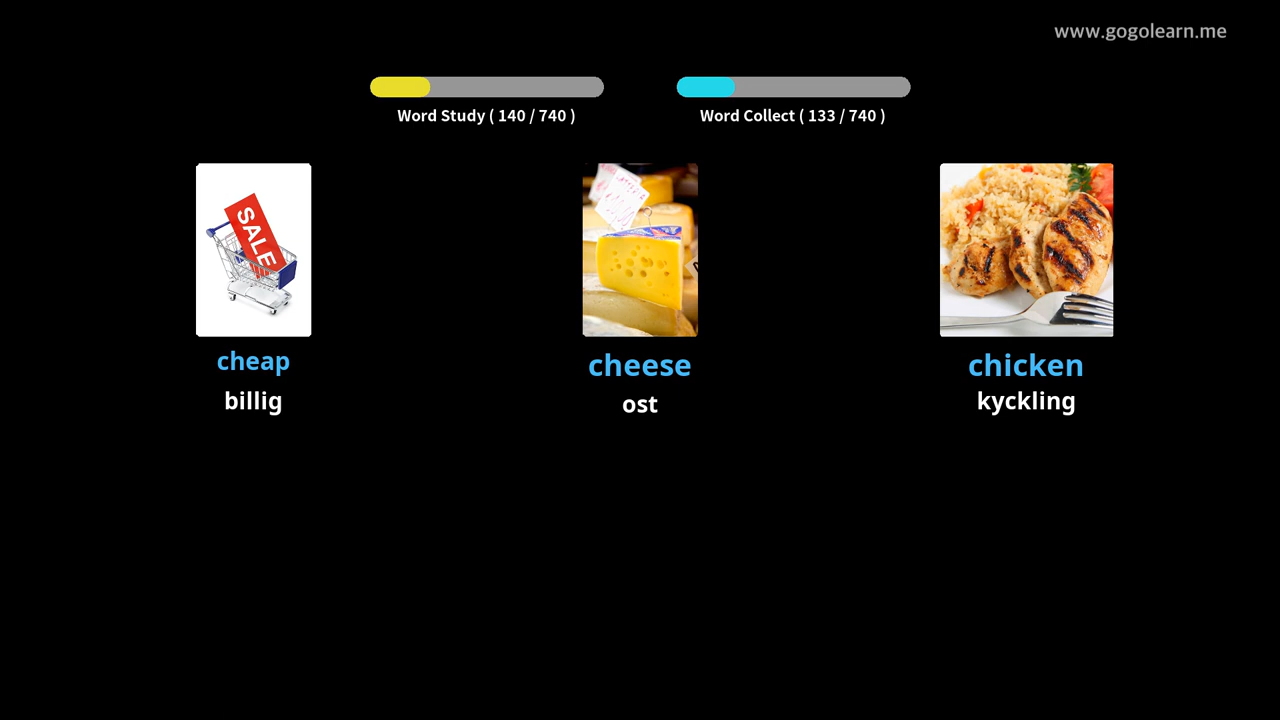 www.gogolearn.me
Word Study ( 140 / 740 )
Word Collect ( 133 / 740 )
SALE
cheap
billig
cheese
ost
chicken
kyckling